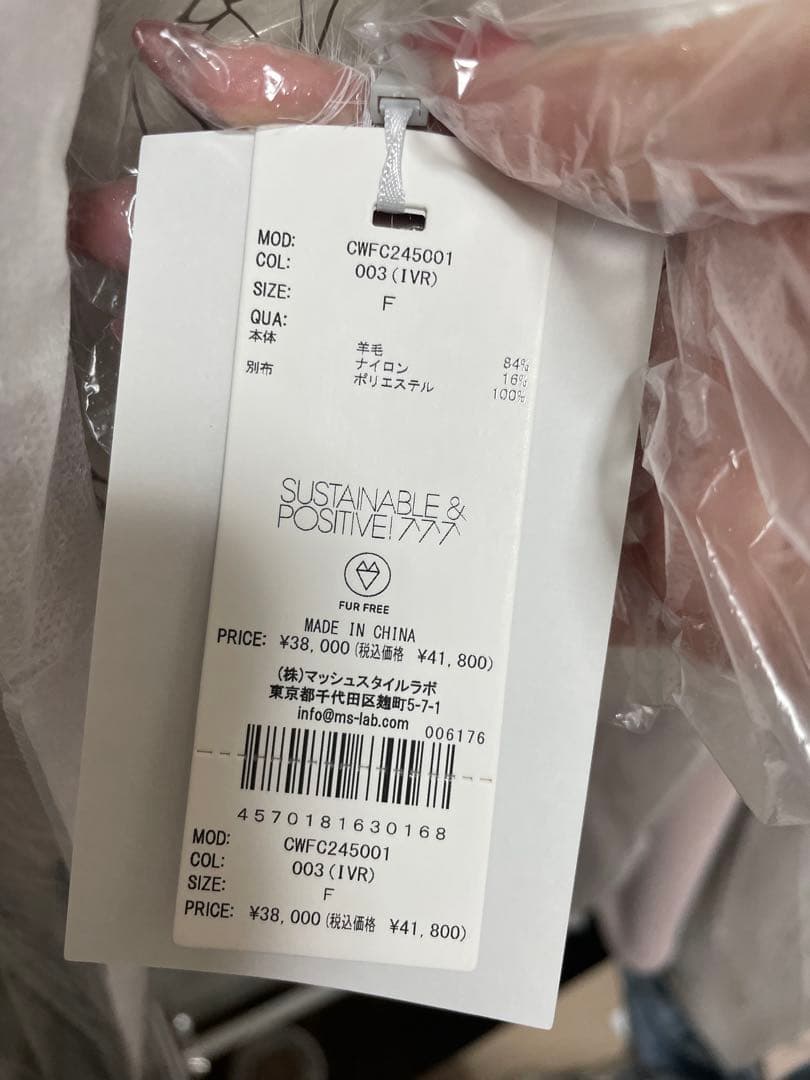 MOD: CWFC245001
COL: 003(IVR)
SIZE: F
QUA:
本体 羊毛 84%
ナイロン 16%
別布 ポリエステル 100%
SUSTAINABLE &
POSITIVE!
FUR FREE
MADE IN CHINA
PRICE: ¥38,000(税込価格 ¥41,800)
(株)マッシュスタイルラボ
東京都千代田区麹町5-7-1
info@ms-lab.com
006176
4570181630168
MOD: CWFC245001
COL: 003(IVR)
SIZE: F
PRICE: ¥38,000(税込価格 ¥41,800)